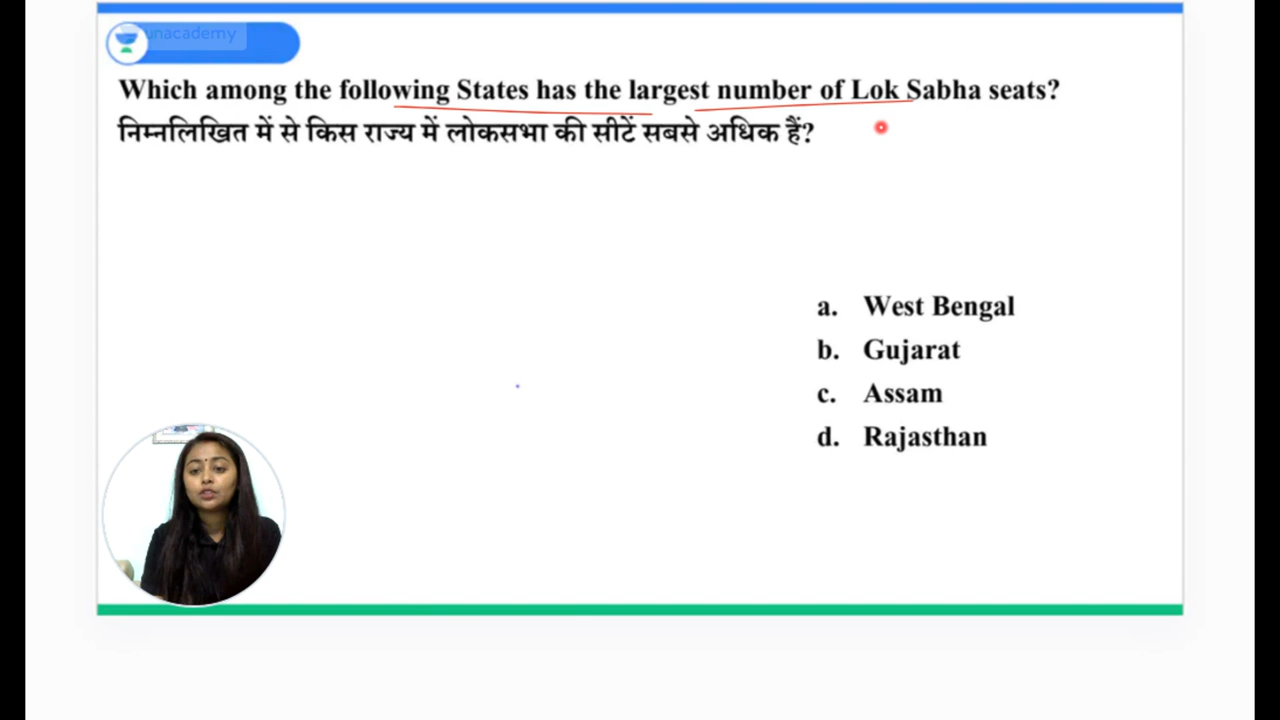 unacademy
Which among the following States has the largest number of Lok Sabha seats?
निम्नलिखित में से किस राज्य में लोकसभा की सीटें सबसे अधिक हैं?
a. West Bengal
b. Gujarat
c. Assam
d. Rajasthan